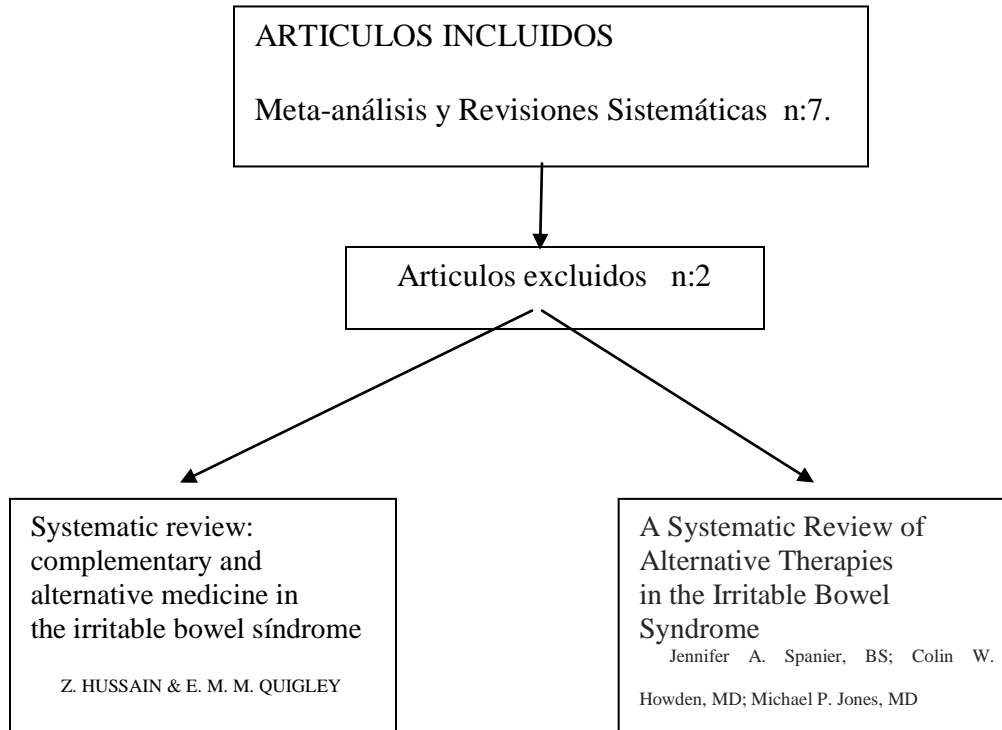 ARTICULOS INCLUIDOS
Meta-análisis y Revisiones Sistemáticas n:7.
Articulos excluidos n:2
Systematic review:
complementary and
alternative medicine in
the irritable bowel síndrome
Z. HUSSAIN & E. M. M. QUIGLEY
A Systematic Review of
Alternative Therapies
in the Irritable Bowel
Syndrome
Jennifer A. Spanier, BS; Colin W.
Howden, MD; Michael P. Jones, MD